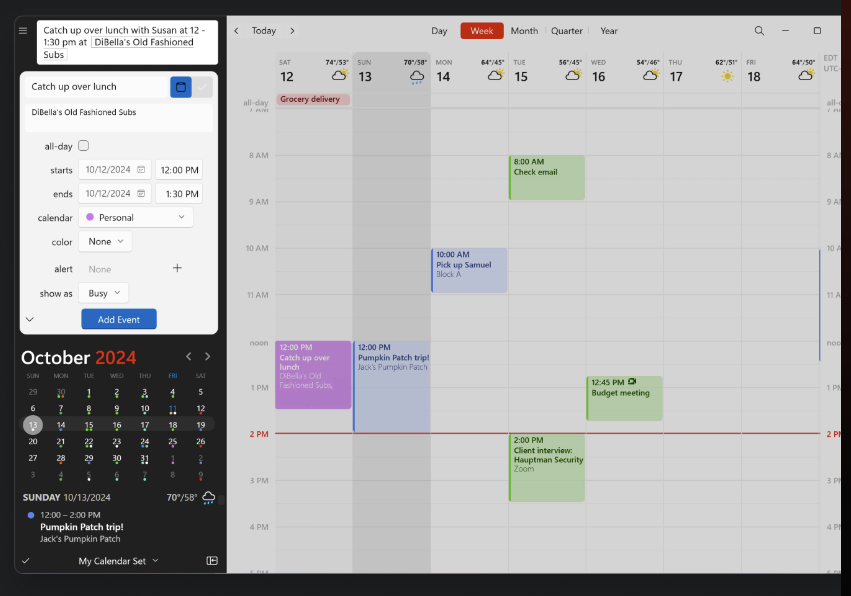 Catch up over lunch with Susan at 12 -
1:30 pm at DiBella's Old Fashioned
Subs
Catch up over lunch
DiBella's Old Fashioned Subs
all-day
starts 10/12/2024 12:00 PM
ends 10/12/2024 1:30 PM
calendar Personal
color None
alert None
show as Busy
Add Event
October 2024
SUN MON TUE WED THU FRI SAT
29 30 1 2 3 4 5
6 7 8 9 10 11 12
13 14 15 16 17 18 19
20 21 22 23 24 25 26
27 28 29 30 31 1 2
3 4 5 6 7 8 9
SUNDAY 10/13/2024 70°/58°
12:00 – 2:00 PM
Pumpkin Patch trip!
Jack's Pumpkin Patch
My Calendar Set
Today
Day Week Month Quarter Year
SAT 74°/53° SUN 70°/58° MON 64°/45° TUE 56°/45° WED 54°/46° THU 62°/51° FRI 64°/50° EDT
12 13 14 15 16 17 18 UTC-
all-day Grocery delivery all-
8 AM 8 A
9 AM 9 A
10 AM 10 A
11 AM 11 A
noon noo
1 PM 1 P
2 PM 2 P
3 PM 3 P
4 PM 4 P
12:00 PM
Catch up over
lunch
DiBella's Old
Fashioned Subs,
12:00 PM
Pumpkin Patch trip!
Jack's Pumpkin Patch
10:00 AM
Pick up Samuel
Block A
8:00 AM
Check email
2:00 PM
Client interview:
Hauptman Security
Zoom
12:45 PM
Budget meeting